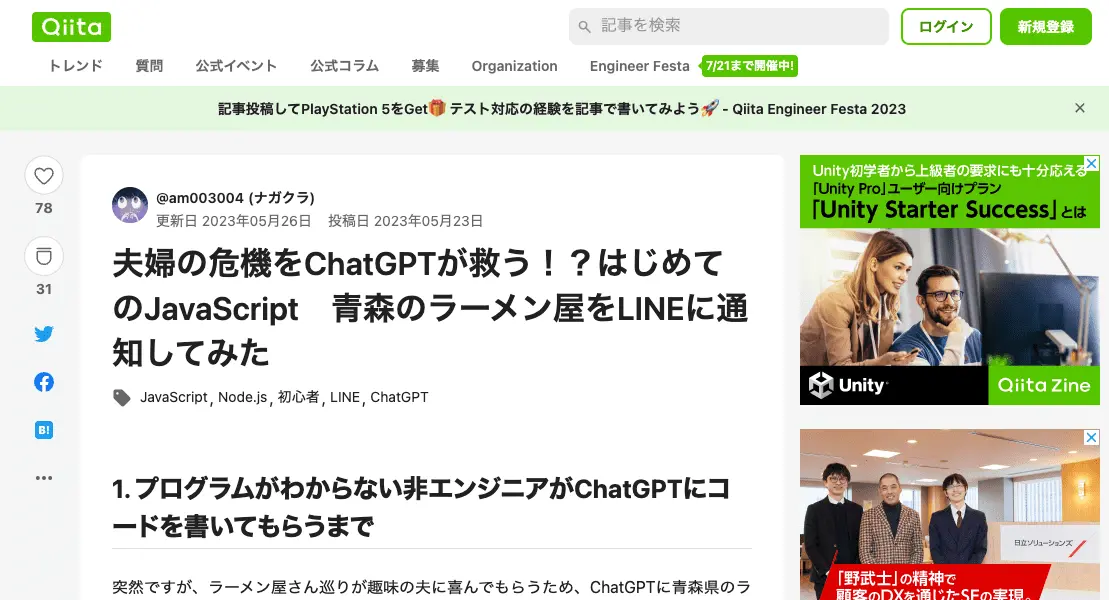 Qiita
記事を検索
ログイン
新規登録
トレンド 質問 公式イベント 公式コラム 募集 Organization Engineer Festa 7/21まで開催中!
記事投稿してPlayStation 5をGet🎁 テスト対応の経験を記事で書いてみよう🚀 - Qiita Engineer Festa 2023
78
31
B!
@am003004 (ナガクラ)
更新日 2023年05月26日 投稿日 2023年05月23日
夫婦の危機をChatGPTが救う！？はじめて
のJavaScript　青森のラーメン屋をLINEに通
知してみた
JavaScript, Node.js, 初心者, LINE, ChatGPT
1. プログラムがわからない非エンジニアがChatGPTにコ
ードを書いてもらうまで
突然ですが、ラーメン屋さん巡りが趣味の夫に喜んでもらうため、ChatGPTに青森県のラ
Unity初学者から上級者の要求にも十分応える
「Unity Pro」ユーザー向けプラン
「Unity Starter Success」とは
Unity
Qiita Zine
日立ソリューションズ
「野武士」の精神で
顧客のDXを通じたSEの実現。